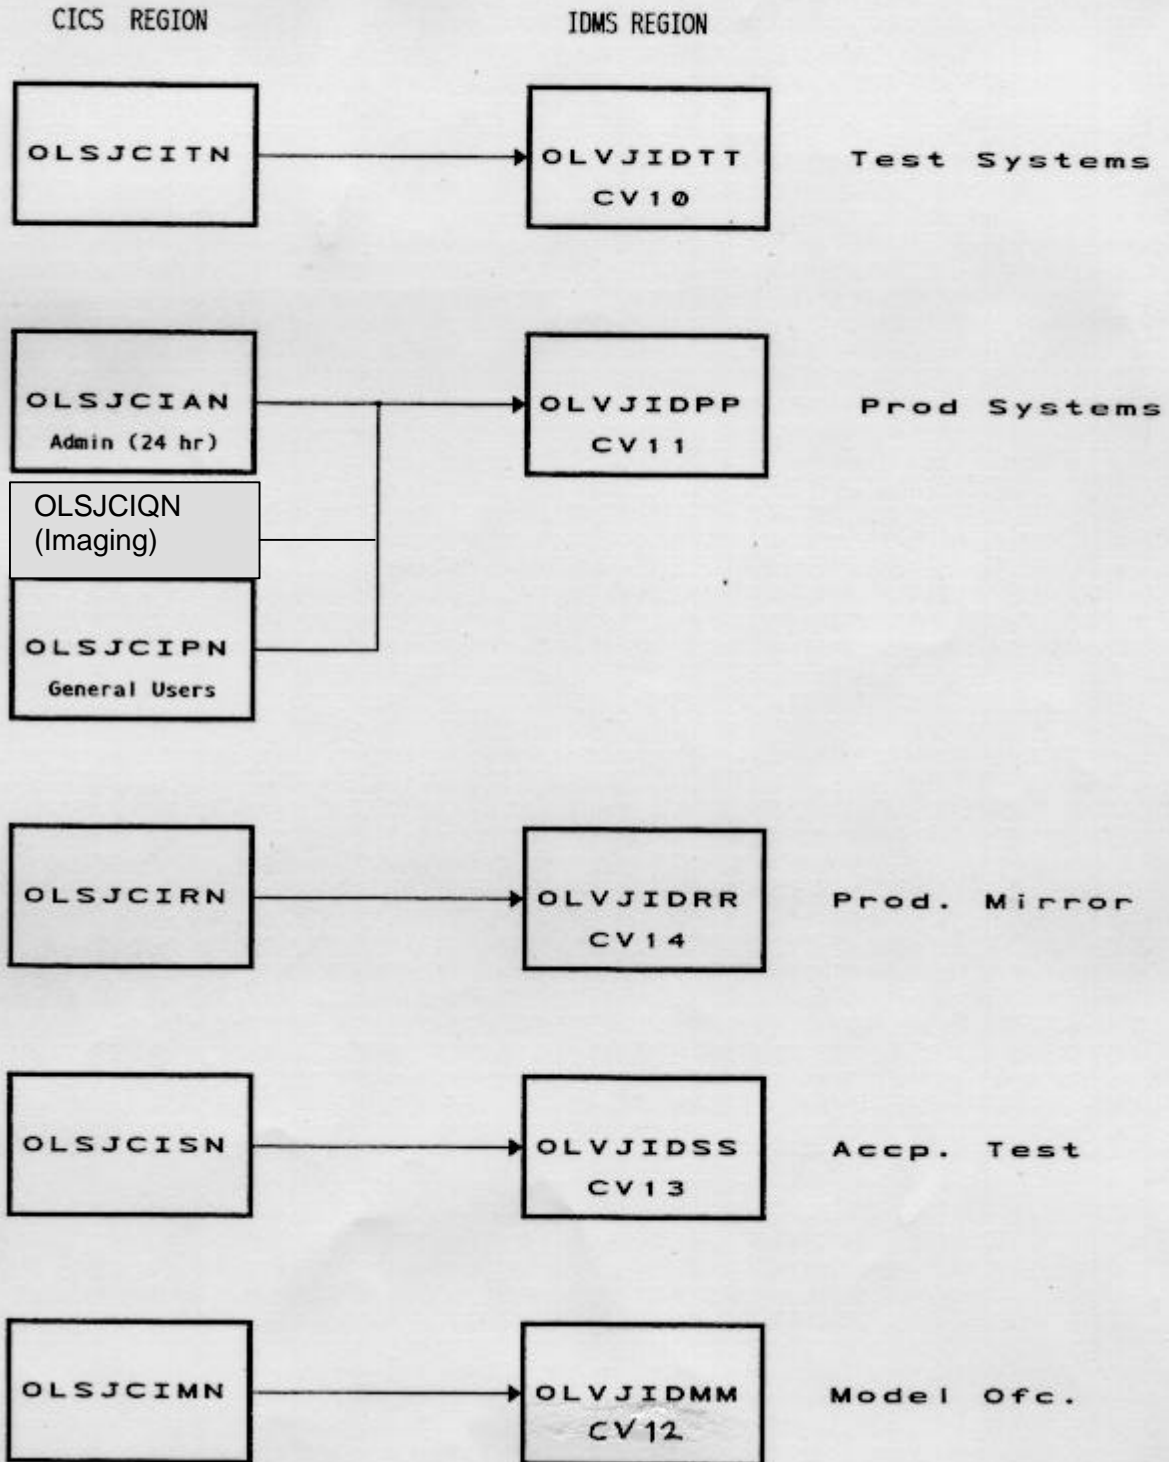 CICS REGION
IDMS REGION
OLSJCITN
OLVJIDTT
CV10
Test Systems
OLSJCIAN
Admin (24 hr)
OLVJIDPP
CV11
Prod Systems
OLSJCIQN
(Imaging)
OLSJCIPN
General Users
OLSJCIRN
OLVJIDRR
CV14
Prod. Mirror
OLSJCISN
OLVJIDSS
CV13
Accp. Test
OLSJCIMN
OLVJIDMM
CV12
Model Ofc.